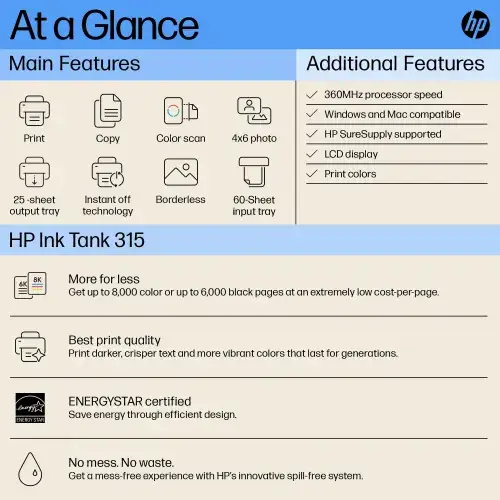 At a Glance
hp
Main Features
Print
Copy
Color scan
4x6 photo
25 -sheet
output tray
Instant off
technology
Borderless
60-Sheet
input tray
Additional Features
360MHz processor speed
Windows and Mac compatible
HP SureSupply supported
LCD display
Print colors
HP Ink Tank 315
6K
8K
More for less
Get up to 8,000 color or up to 6,000 black pages at an extremely low cost-per-page.
Best print quality
Print darker, crisper text and more vibrant colors that last for generations.
energy
ENERGY STAR
ENERGYSTAR certified
Save energy through efficient design.
No mess. No waste.
Get a mess-free experience with HP's innovative spill-free system.